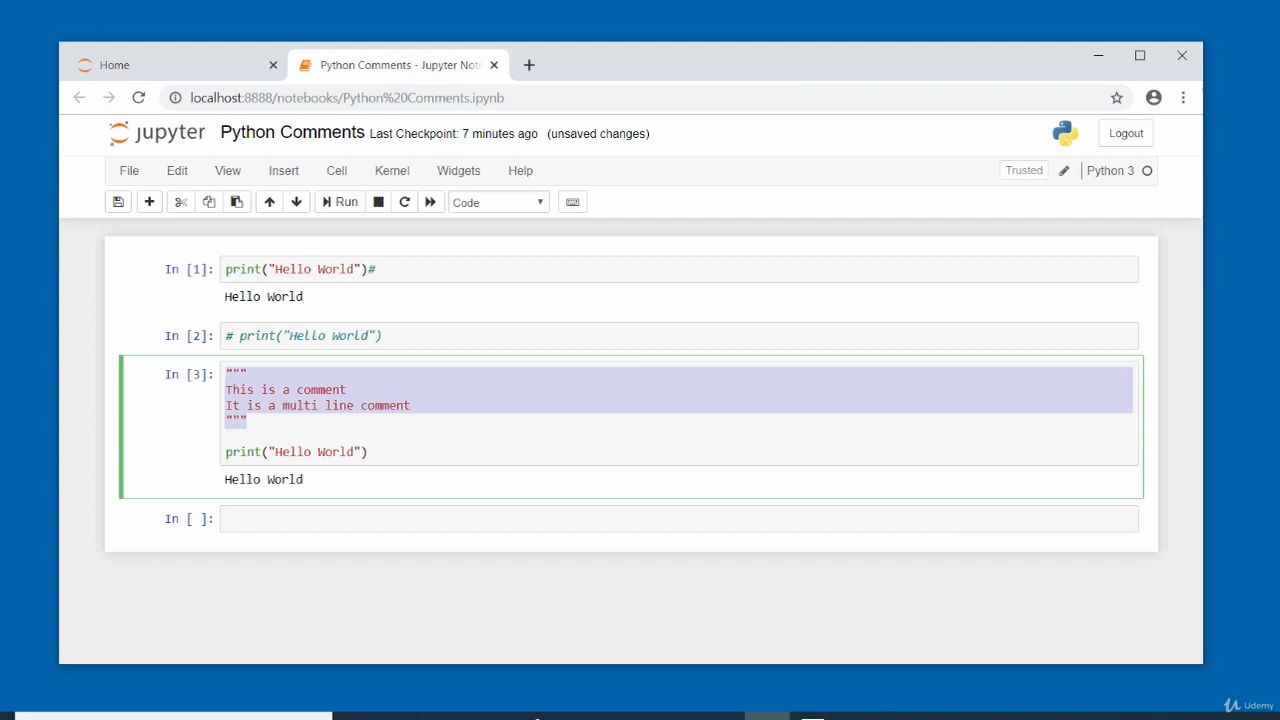 Home
Python Comments - Jupyter Not
localhost:8888/notebooks/Python%20Comments.ipynb
jupyter Python Comments Last Checkpoint: 7 minutes ago (unsaved changes) Logout
File Edit View Insert Cell Kernel Widgets Help Trusted Python 3
Run Code
In [1]: print("Hello World")#
Hello World
In [2]: # print("Hello World")
In [3]: """
This is a comment
It is a multi line comment
"""
print("Hello World")
Hello World
In [ ]:
Udemy